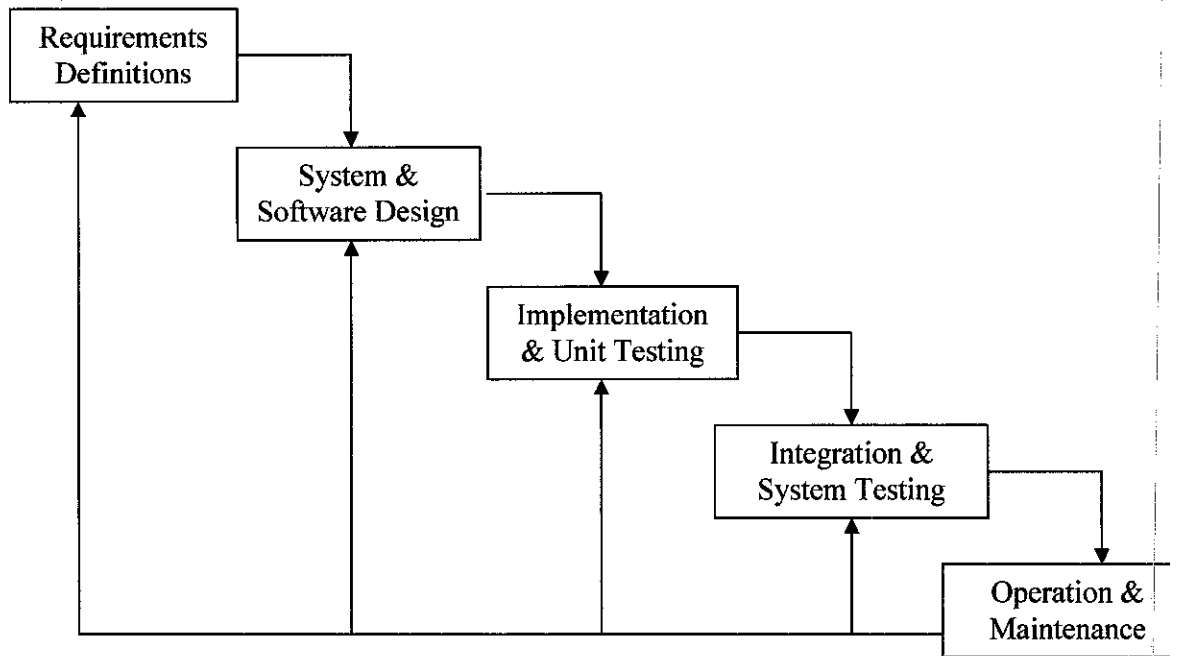 Requirements
Definitions
System &
Software Design
Implementation
& Unit Testing
Integration &
System Testing
Operation &
Maintenance